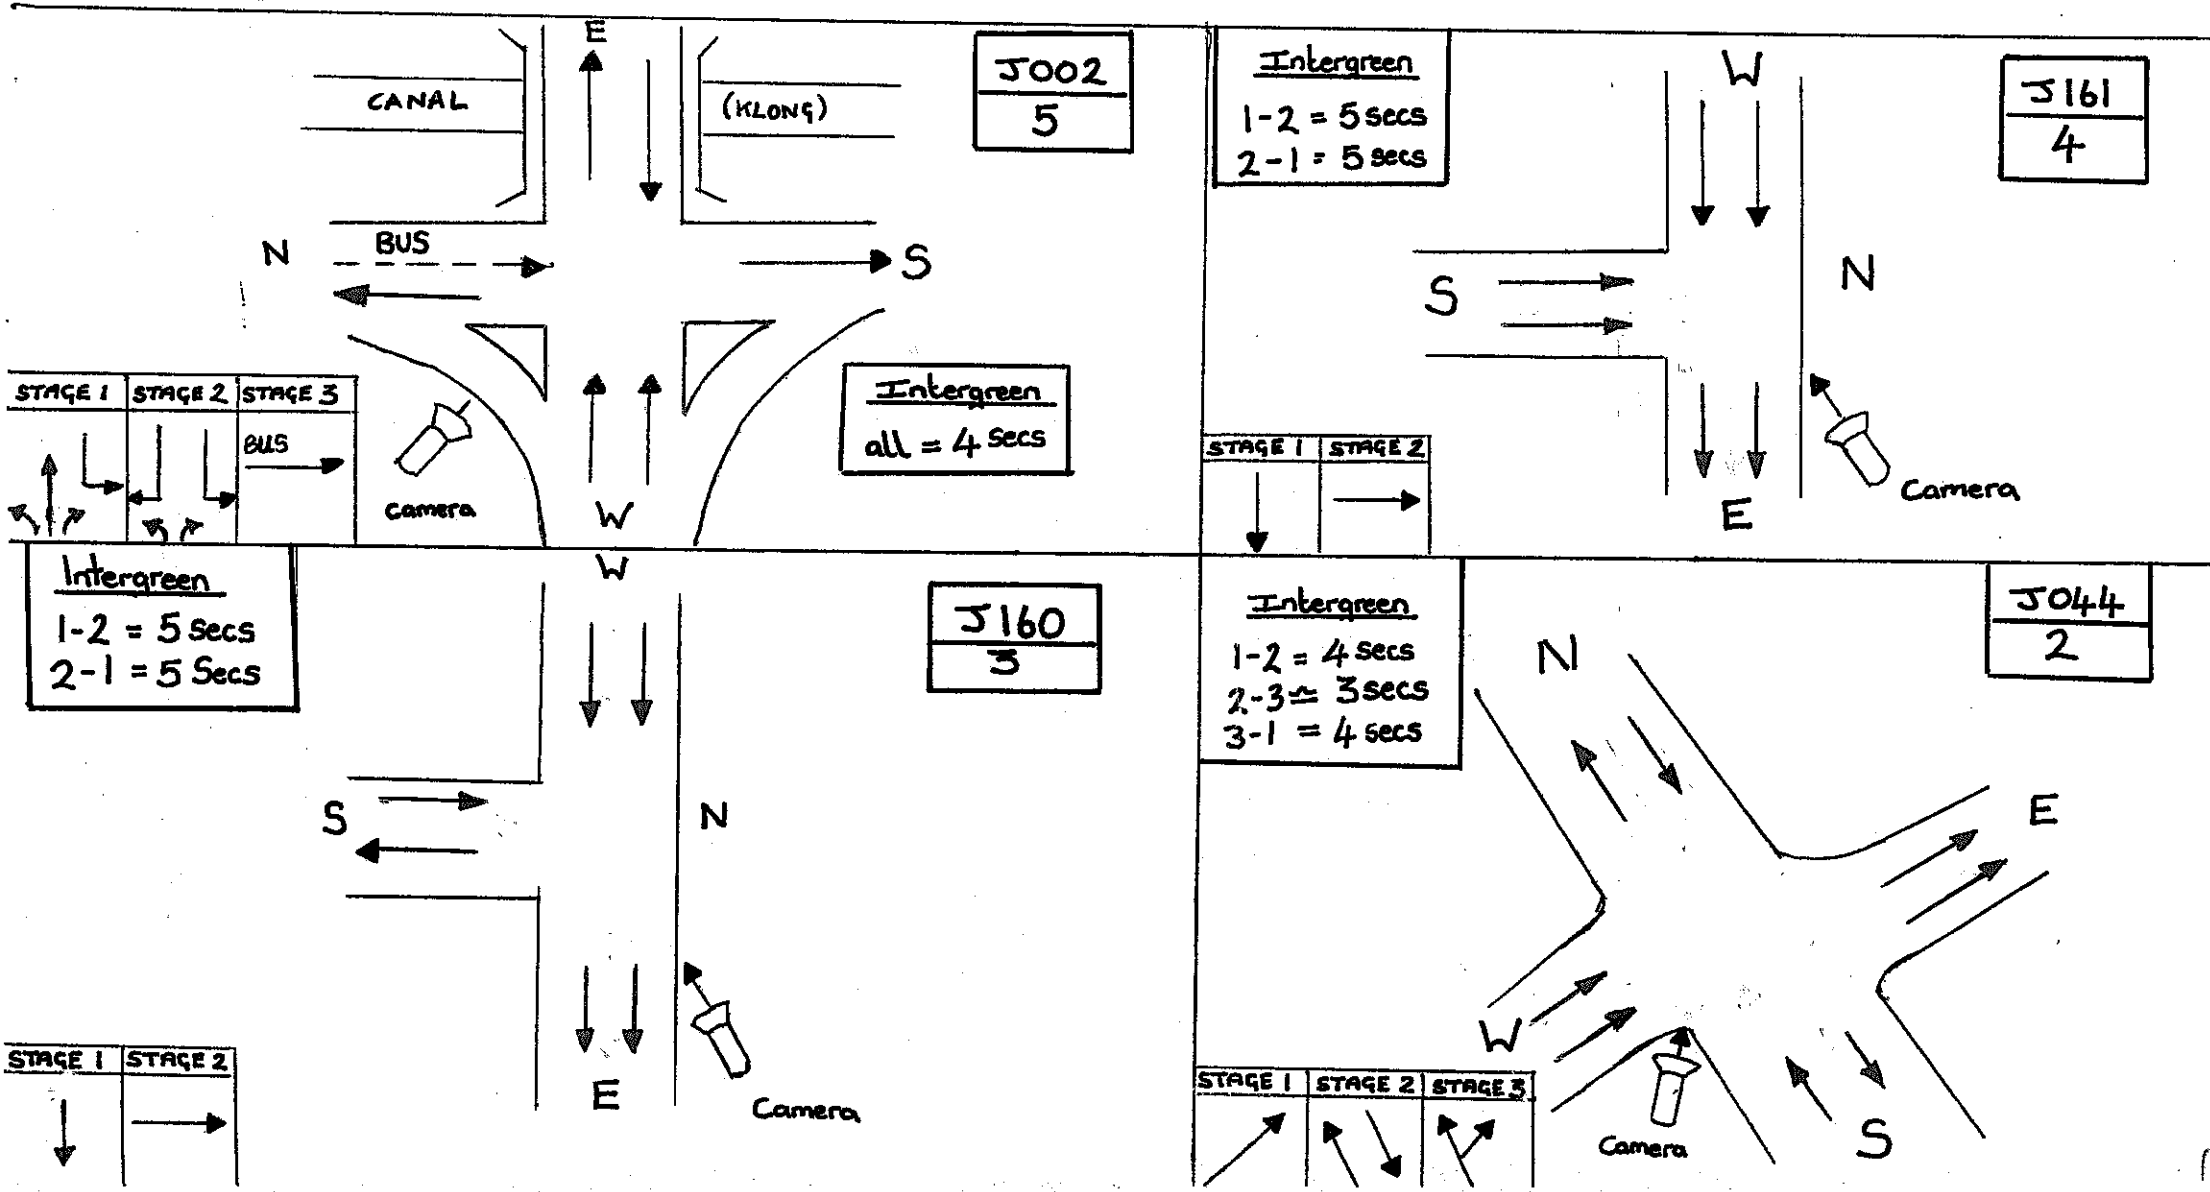 E
CANAL
(KLONG)
J002
5
N
BUS
S
STAGE 1 STAGE 2 STAGE 3
BUS
Camera
W
Intergreen
all = 4 secs
Intergreen
1-2 = 5 secs
2-1 = 5 secs
W
J161
4
S
N
STAGE 1 STAGE 2
Camera
E
Intergreen
1-2 = 5 secs
2-1 = 5 Secs
W
J160
3
S
N
STAGE 1 STAGE 2
E
Camera
Intergreen
1-2 = 4 secs
2-3 ≃ 3 secs
3-1 = 4 secs
J044
2
N
E
W
STAGE 1 STAGE 2 STAGE 3
Camera
S